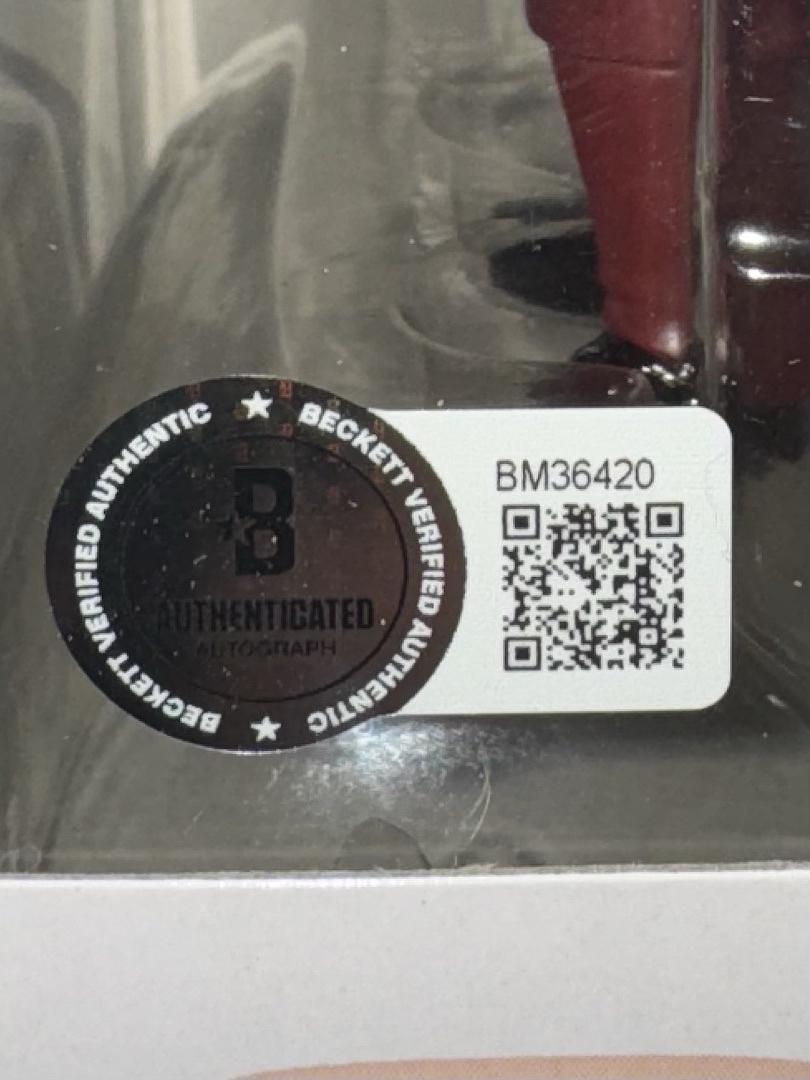 BECKETT VERIFIED AUTHENTIC
BECKETT VERIFIED AUTHENTIC
B
AUTHENTICATED
AUTOGRAPH
BM36420